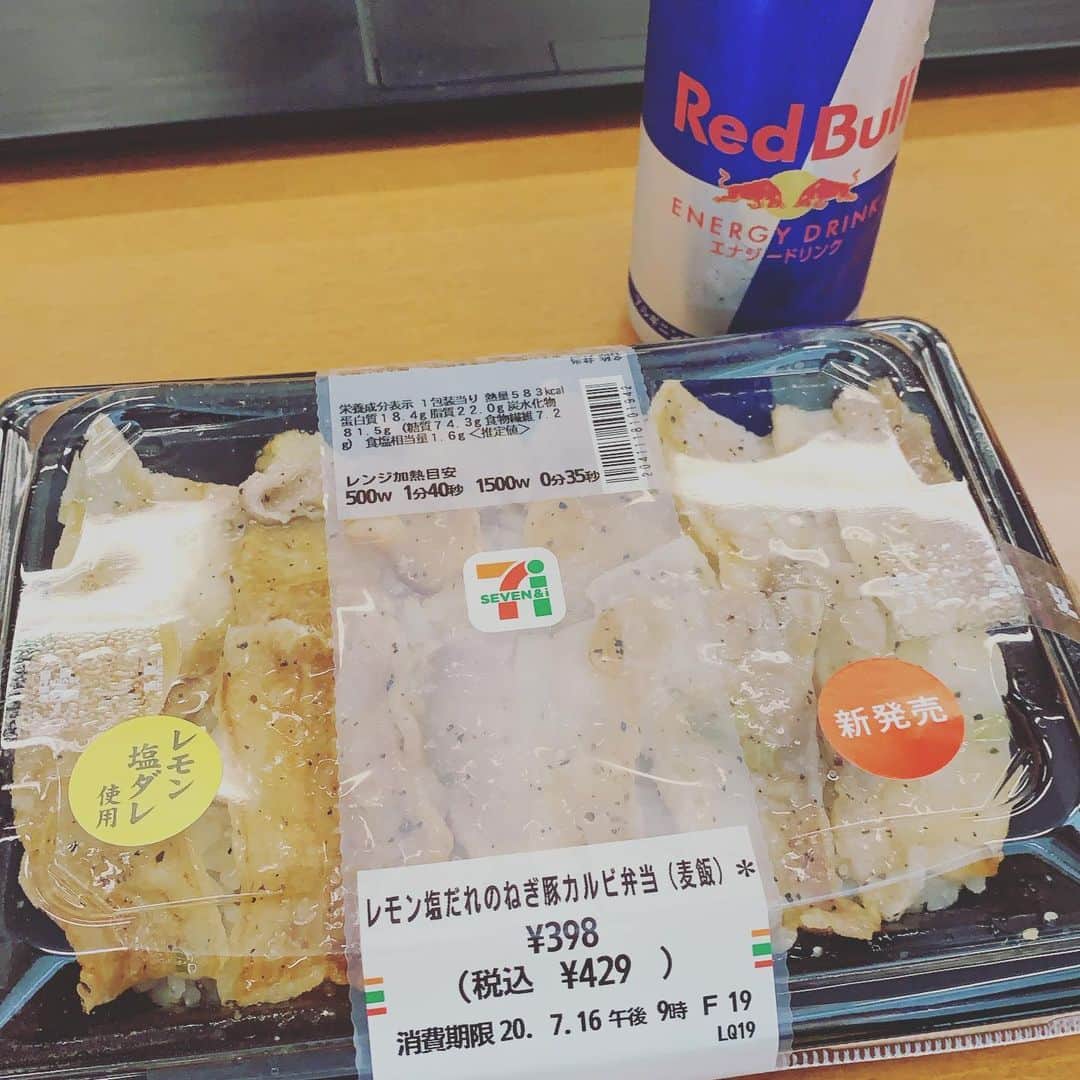 Red Bull
ENERGY DRINK
エナジードリンク
栄養成分表示 1包装当り 熱量583kcal
蛋白質18.4g 脂質22.0g 炭水化物
81.5g (糖質74.3g 食物繊維7.2
g) 食塩相当量1.6g <推定値>
2041118101942
レンジ加熱目安
500W 1分40秒 1500W 0分35秒
SEVEN&i
レモン
塩ダレ
使用
新発売
レモン塩だれのねぎ豚カルビ弁当(麦飯)*
¥398
(税込 ¥429 )
消費期限 20. 7.16 午後 9時 F 19
LQ19